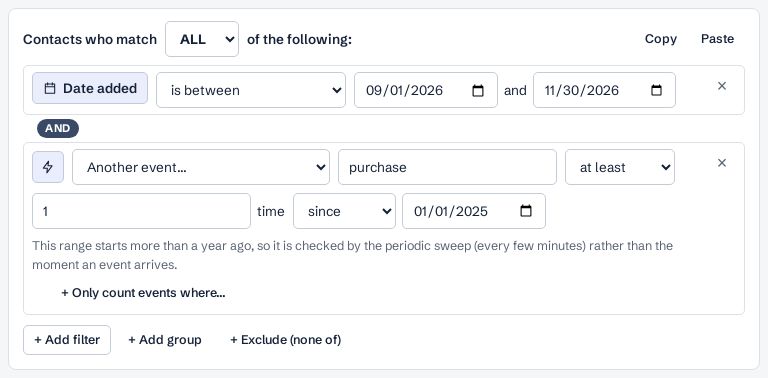 Contacts who match ALL of the following: Copy Paste
Date added is between 09/01/2026 and 11/30/2026 ×
AND
Another event... purchase at least ×
1 time since 01/01/2025
This range starts more than a year ago, so it is checked by the periodic sweep (every few minutes) rather than the
moment an event arrives.
+ Only count events where...
+ Add filter + Add group + Exclude (none of)